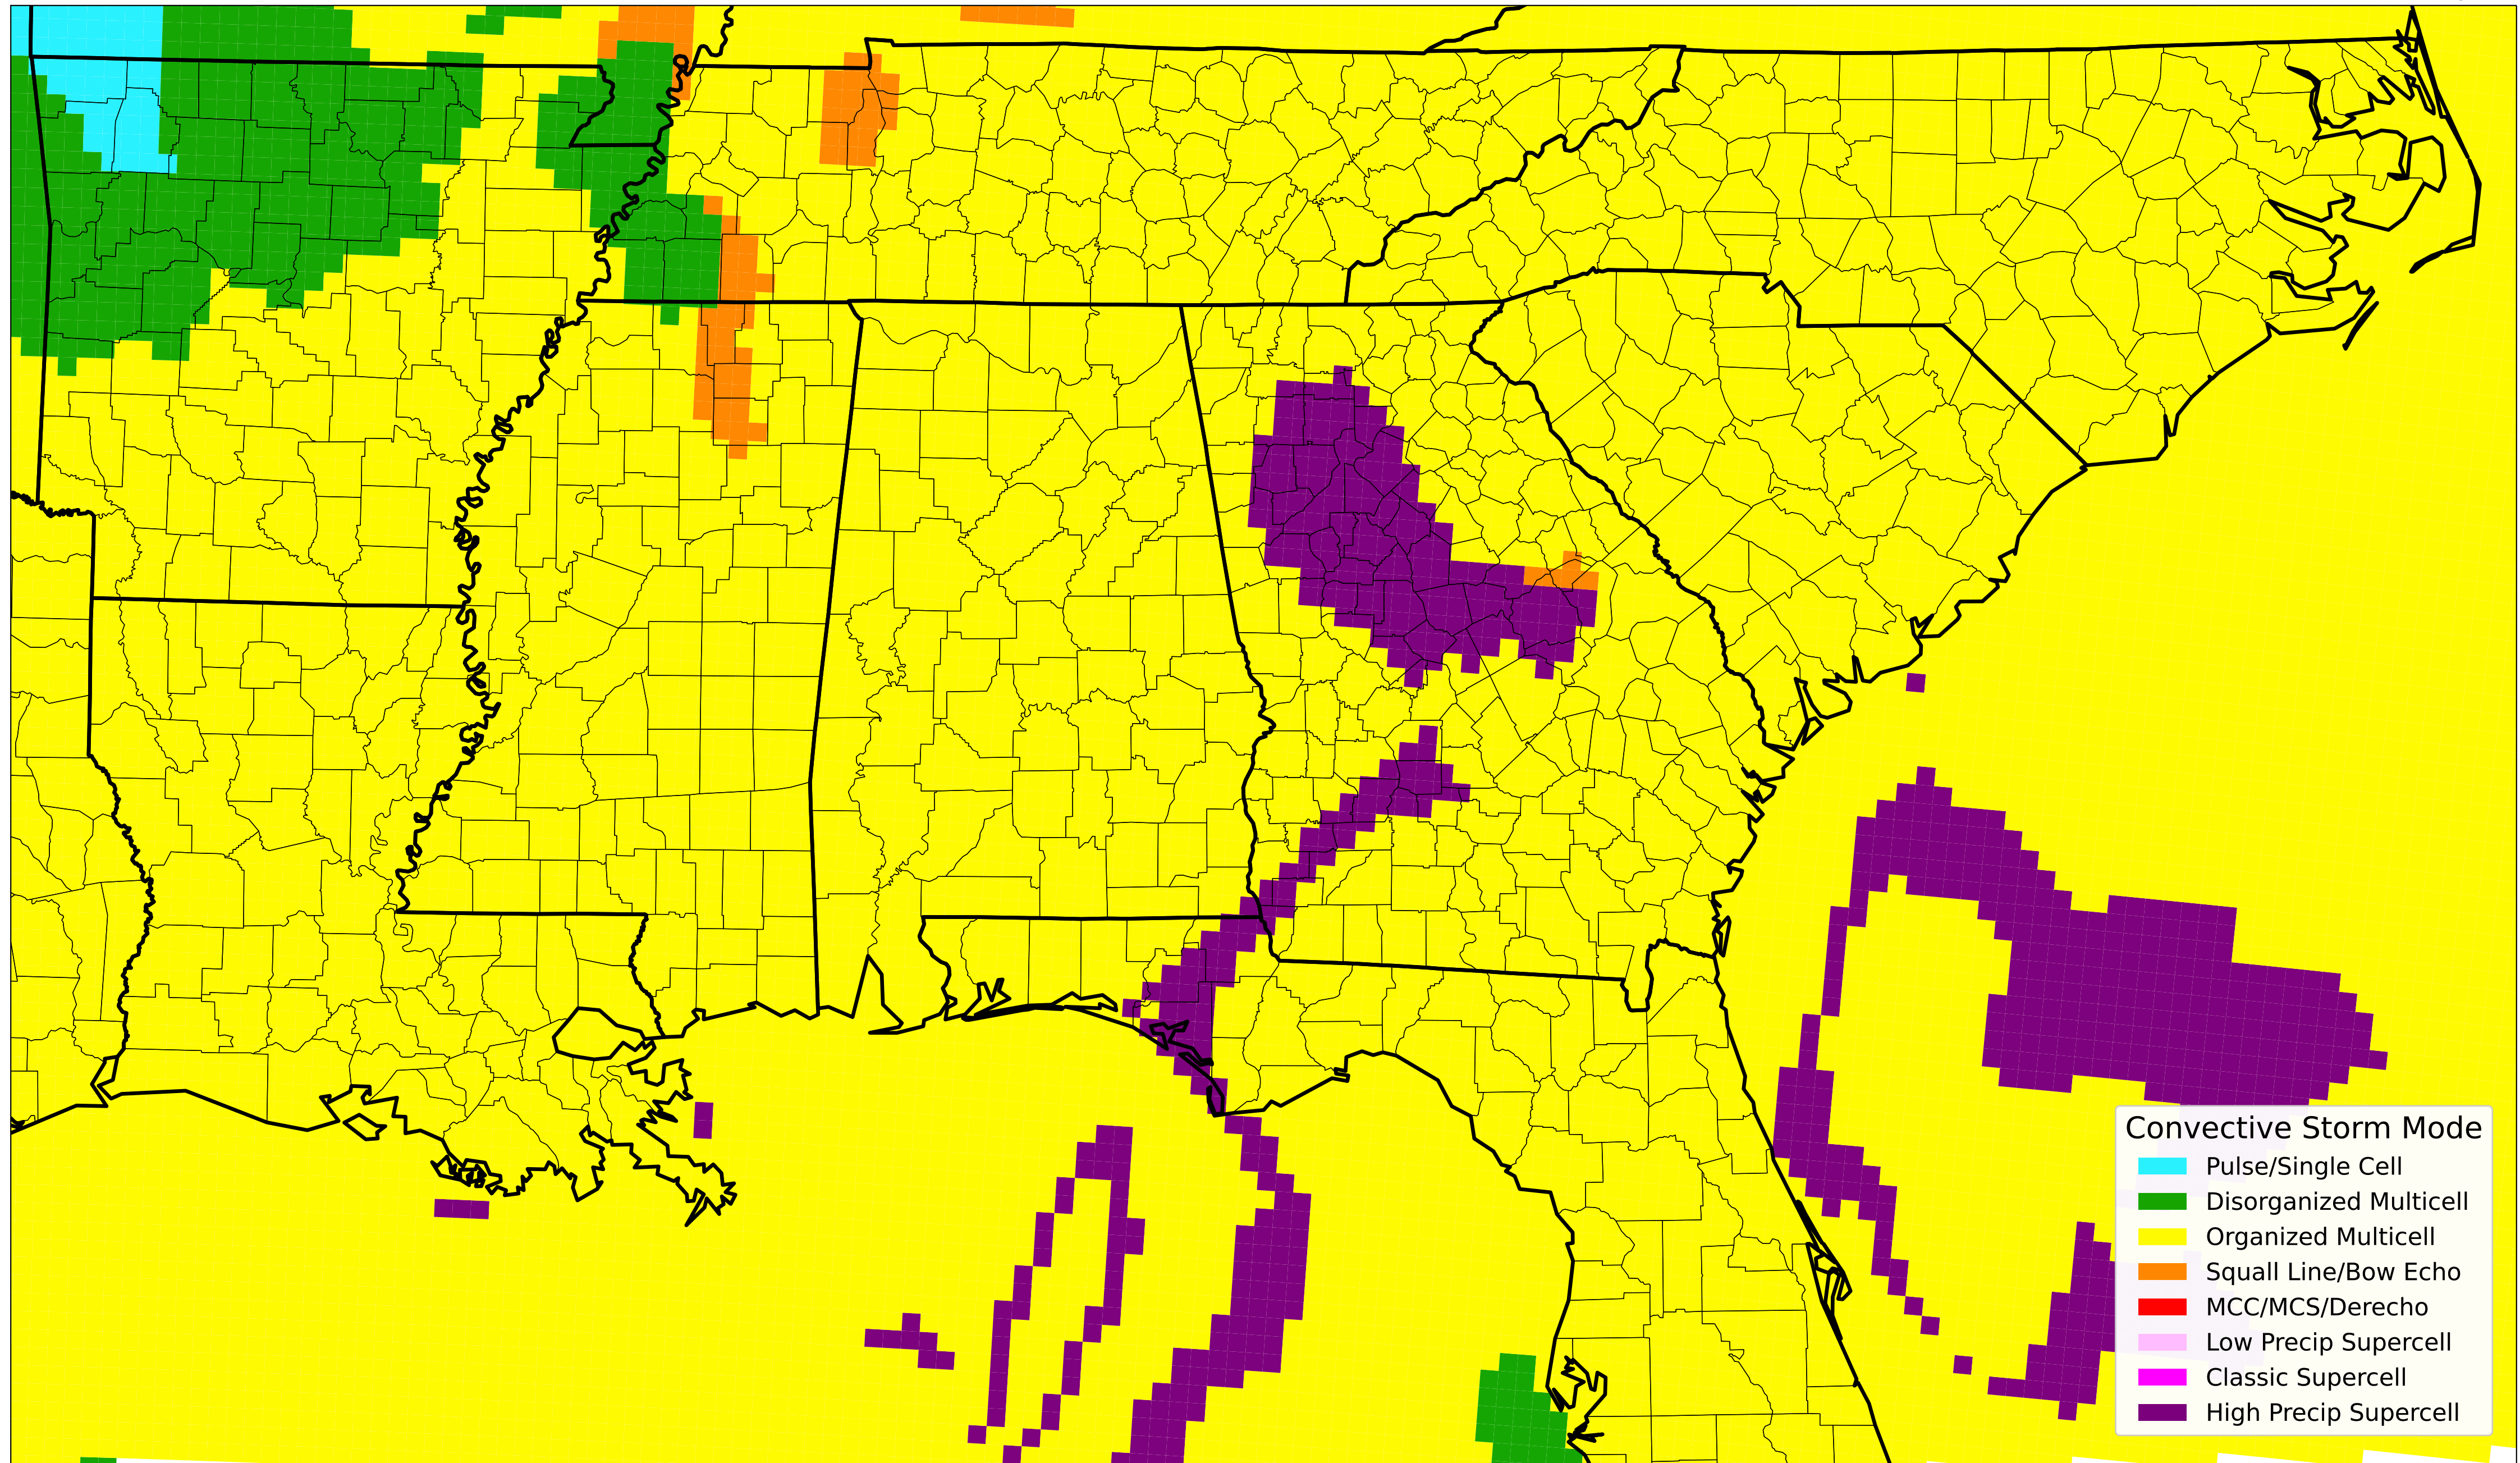 Convective Storm Mode
Pulse/Single Cell
Disorganized Multicell
Organized Multicell
Squall Line/Bow Echo
MCC/MCS/Derecho
Low Precip Supercell
Classic Supercell
High Precip Supercell